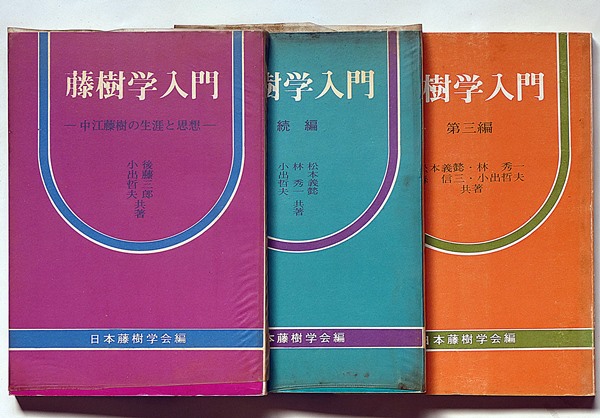 藤樹学入門
―中江藤樹の生涯と思想―
後藤三郎
小出哲夫 共著
日本藤樹学会編
樹学入門
続編
松本義懿
林秀一
小出哲夫 共著
本藤樹学会編
樹学入門
第三編
松本義懿・林 秀一
信三・小出哲夫
共著
日本藤樹学会編